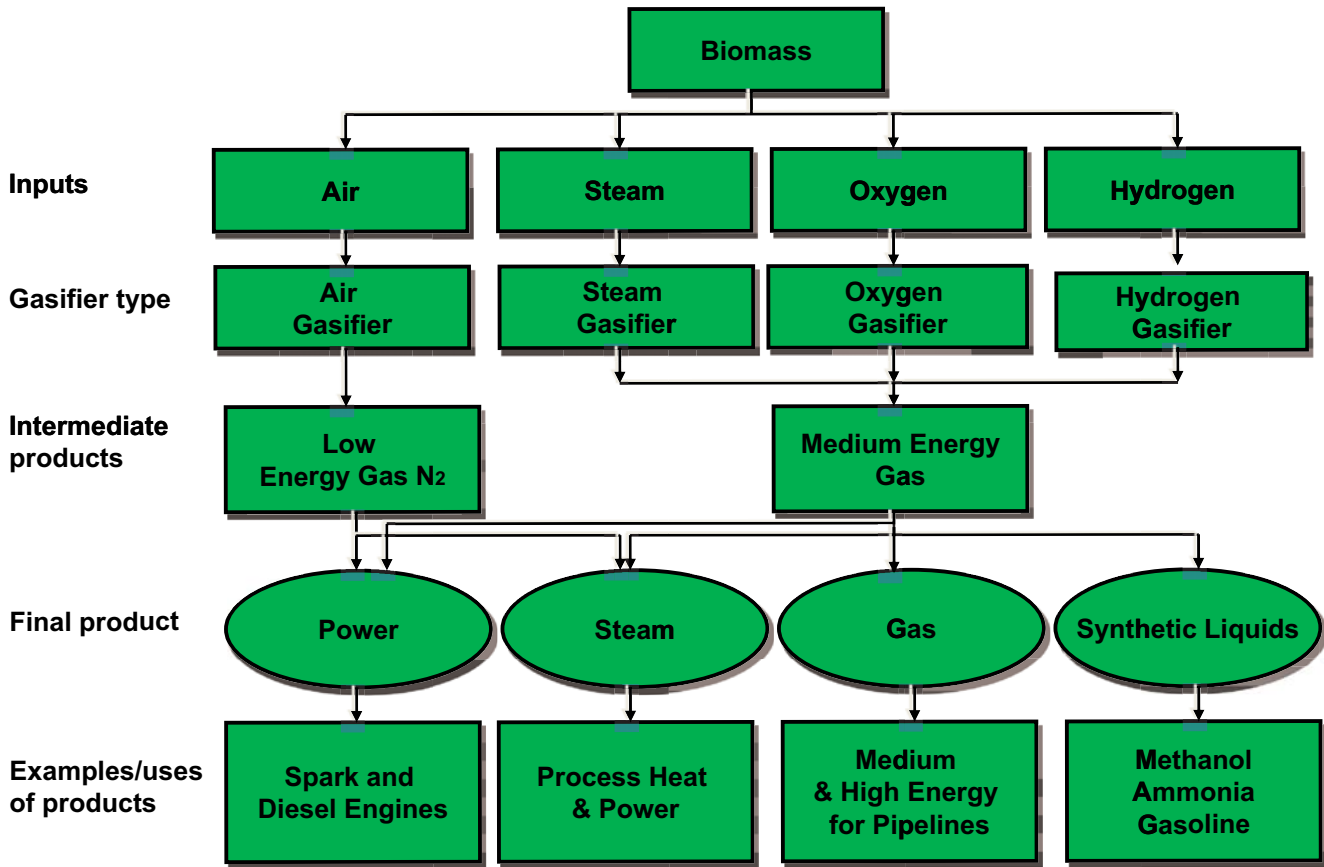 Biomass
Inputs
Air
Steam
Oxygen
Hydrogen
Gasifier type
Air
Gasifier
Steam
Gasifier
Oxygen
Gasifier
Hydrogen
Gasifier
Intermediate
products
Low
Energy Gas N2
Medium Energy
Gas
Final product
Power
Steam
Gas
Synthetic Liquids
Examples/uses
of products
Spark and
Diesel Engines
Process Heat
& Power
Medium
& High Energy
for Pipelines
Methanol
Ammonia
Gasoline